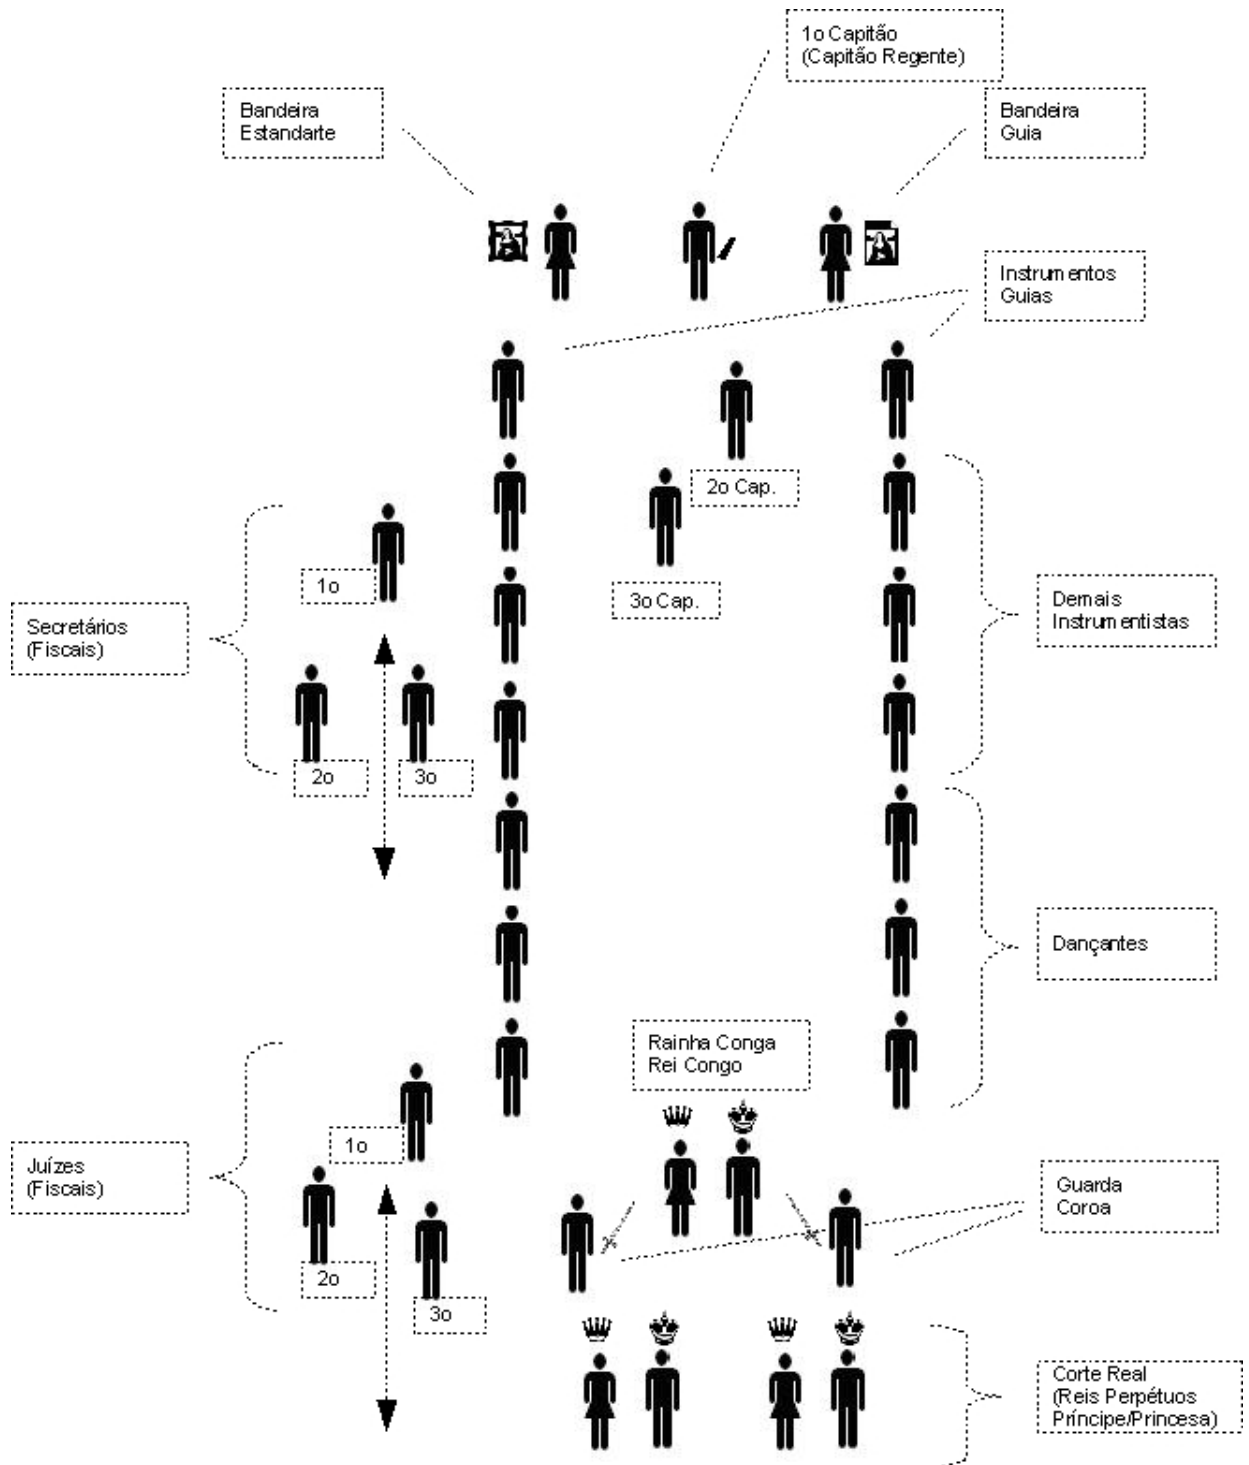 1o Capitão
(Capitão Regente)
Bandeira
Estandarte
Bandeira
Guia
Instrumentos
Guias
2o Cap.
3o Cap.
1o
Secretários
(Fiscais)
2o
3o
Demais
Instrumentistas
Dançantes
Rainha Conga
Rei Congo
1o
Juízes
(Fiscais)
2o
3o
Guarda
Coroa
Corte Real
(Reis Perpétuos
Príncipe/Princesa)